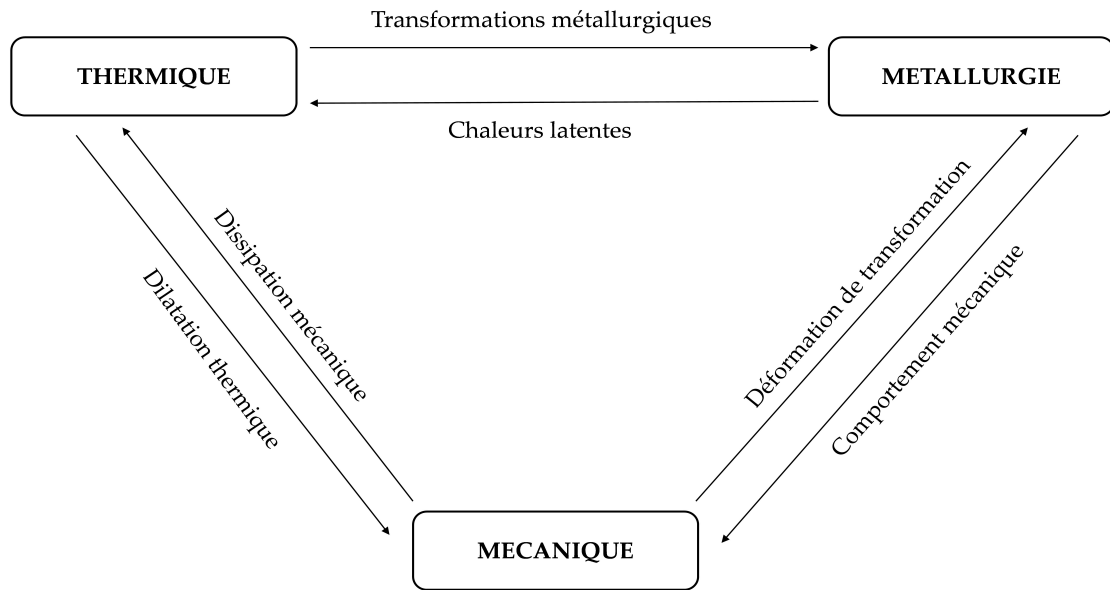 Transformations métallurgiques
THERMIQUE
METALLURGIE
Chaleurs latentes
Dissipation mécanique
Dilatation thermique
Déformation de transformation
Comportement mécanique
MECANIQUE